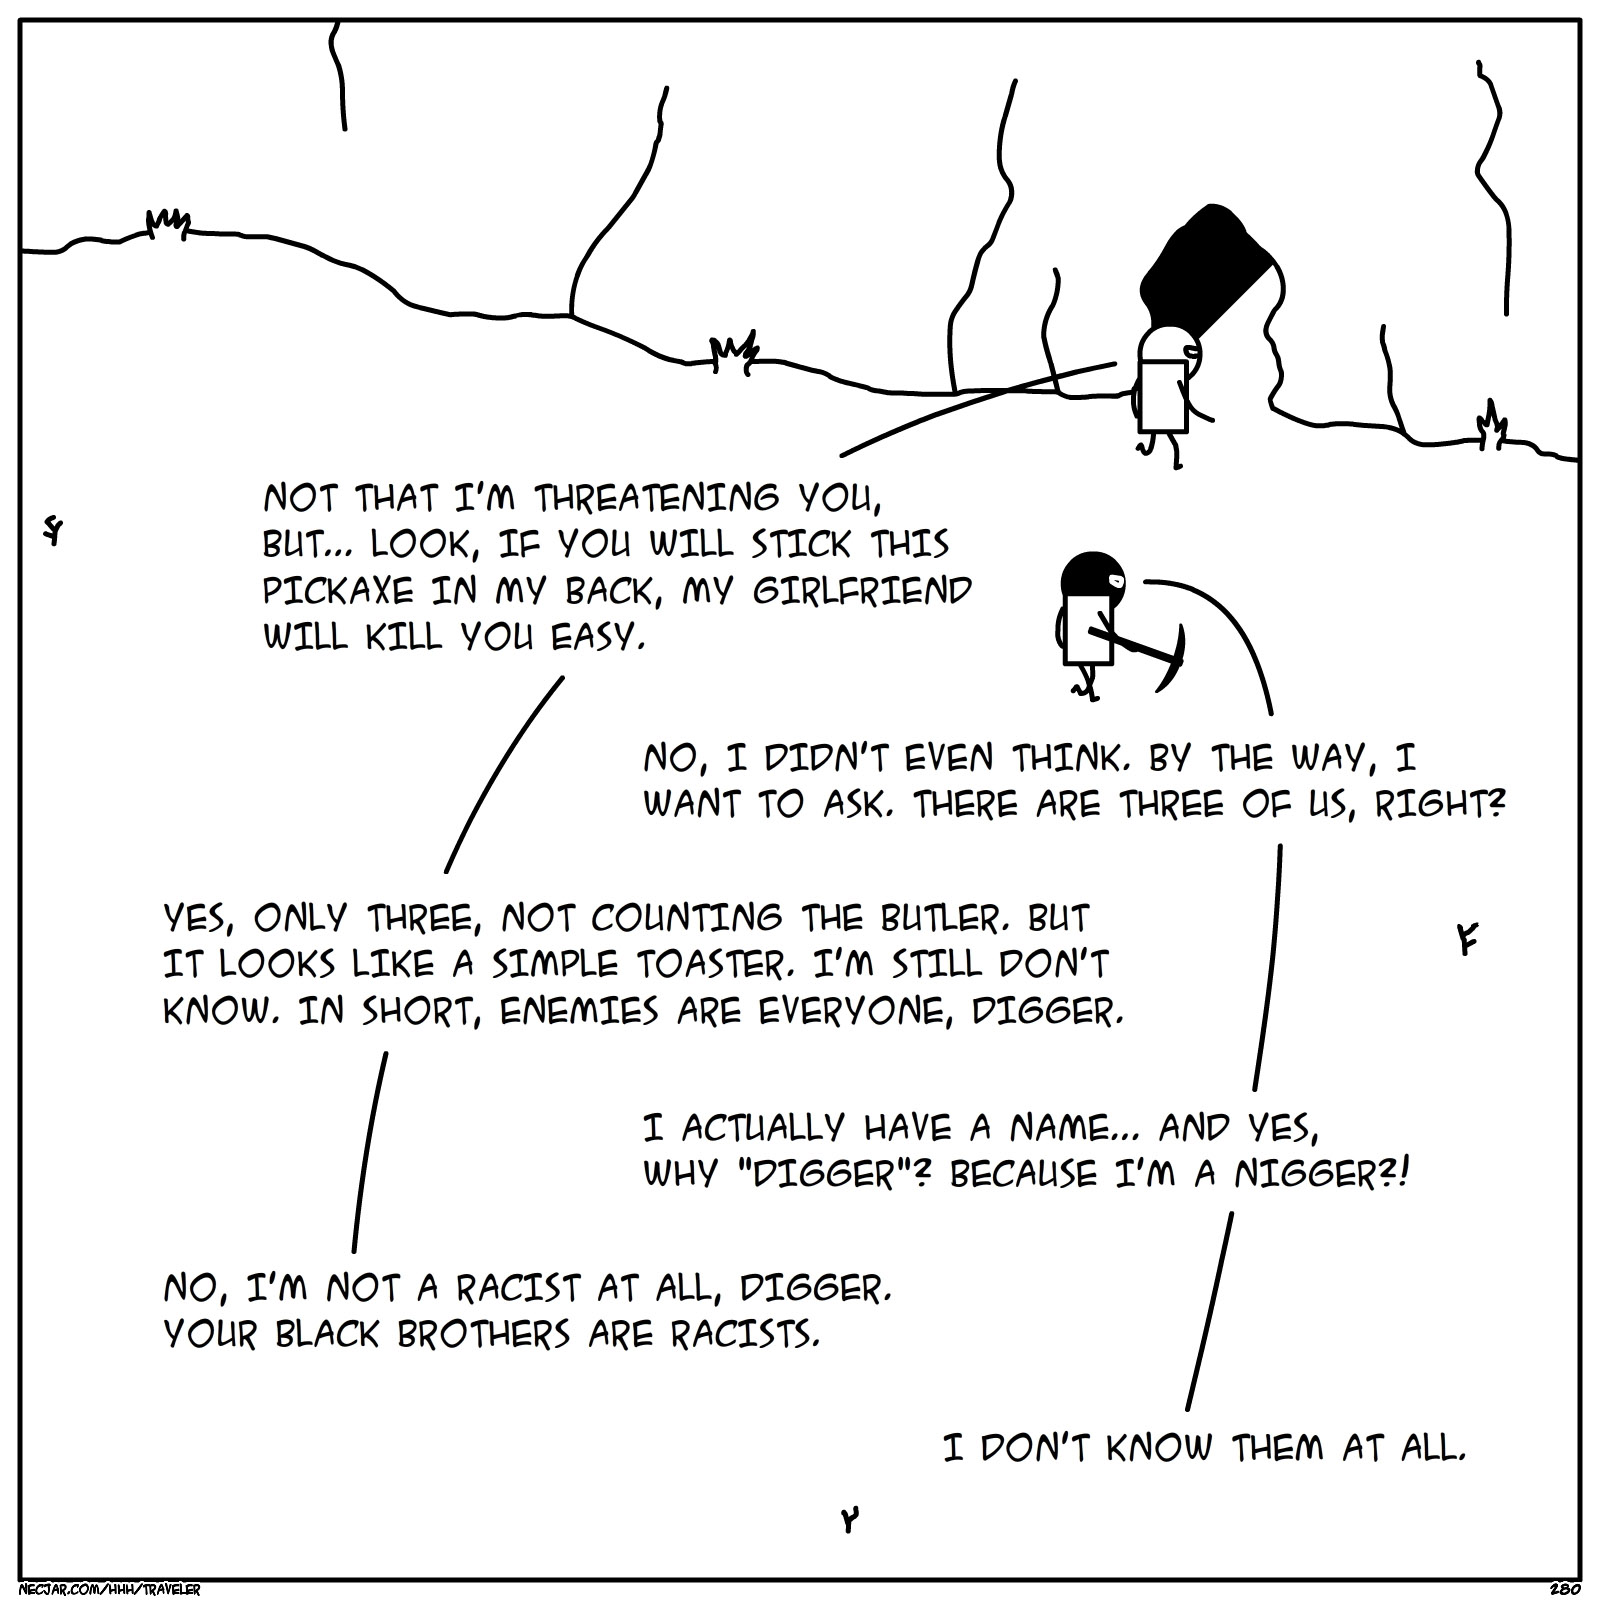 NOT THAT I'M THREATENING YOU,
BUT... LOOK, IF YOU WILL STICK THIS
PICKAXE IN MY BACK, MY GIRLFRIEND
WILL KILL YOU EASY.
NO, I DIDN'T EVEN THINK. BY THE WAY, I
WANT TO ASK. THERE ARE THREE OF US, RIGHT?
YES, ONLY THREE, NOT COUNTING THE BUTLER. BUT
IT LOOKS LIKE A SIMPLE TOASTER. I'M STILL DON'T
KNOW. IN SHORT, ENEMIES ARE EVERYONE, DIGGER.
I ACTUALLY HAVE A NAME... AND YES,
WHY "DIGGER"? BECAUSE I'M A NIGGER?!
NO, I'M NOT A RACIST AT ALL, DIGGER.
YOUR BLACK BROTHERS ARE RACISTS.
I DON'T KNOW THEM AT ALL.
NECJAR.COM/HHH/TRAVELER
280